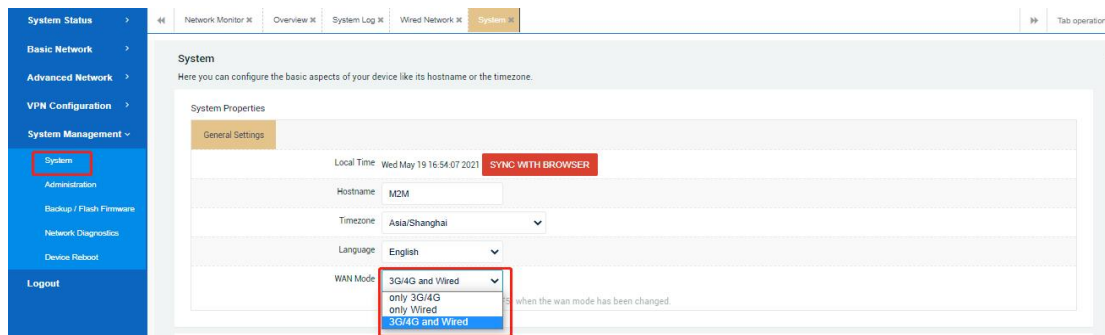 System Status
Network Monitor
Overview
System Log
Wired Network
System
Tab operation
Basic Network
Advanced Network
VPN Configuration
System Management
System
Administration
Backup / Flash Firmware
Network Diagnostics
Device Reboot
Logout
System
Here you can configure the basic aspects of your device like its hostname or the timezone.
System Properties
General Settings
Local Time Wed May 19 16:54:07 2021 SYNC WITH BROWSER
Hostname M2M
Timezone Asia/Shanghai
Language English
WAN Mode 3G/4G and Wired
only 3G/4G
only Wired
3G/4G and Wired
when the wan mode has been changed.